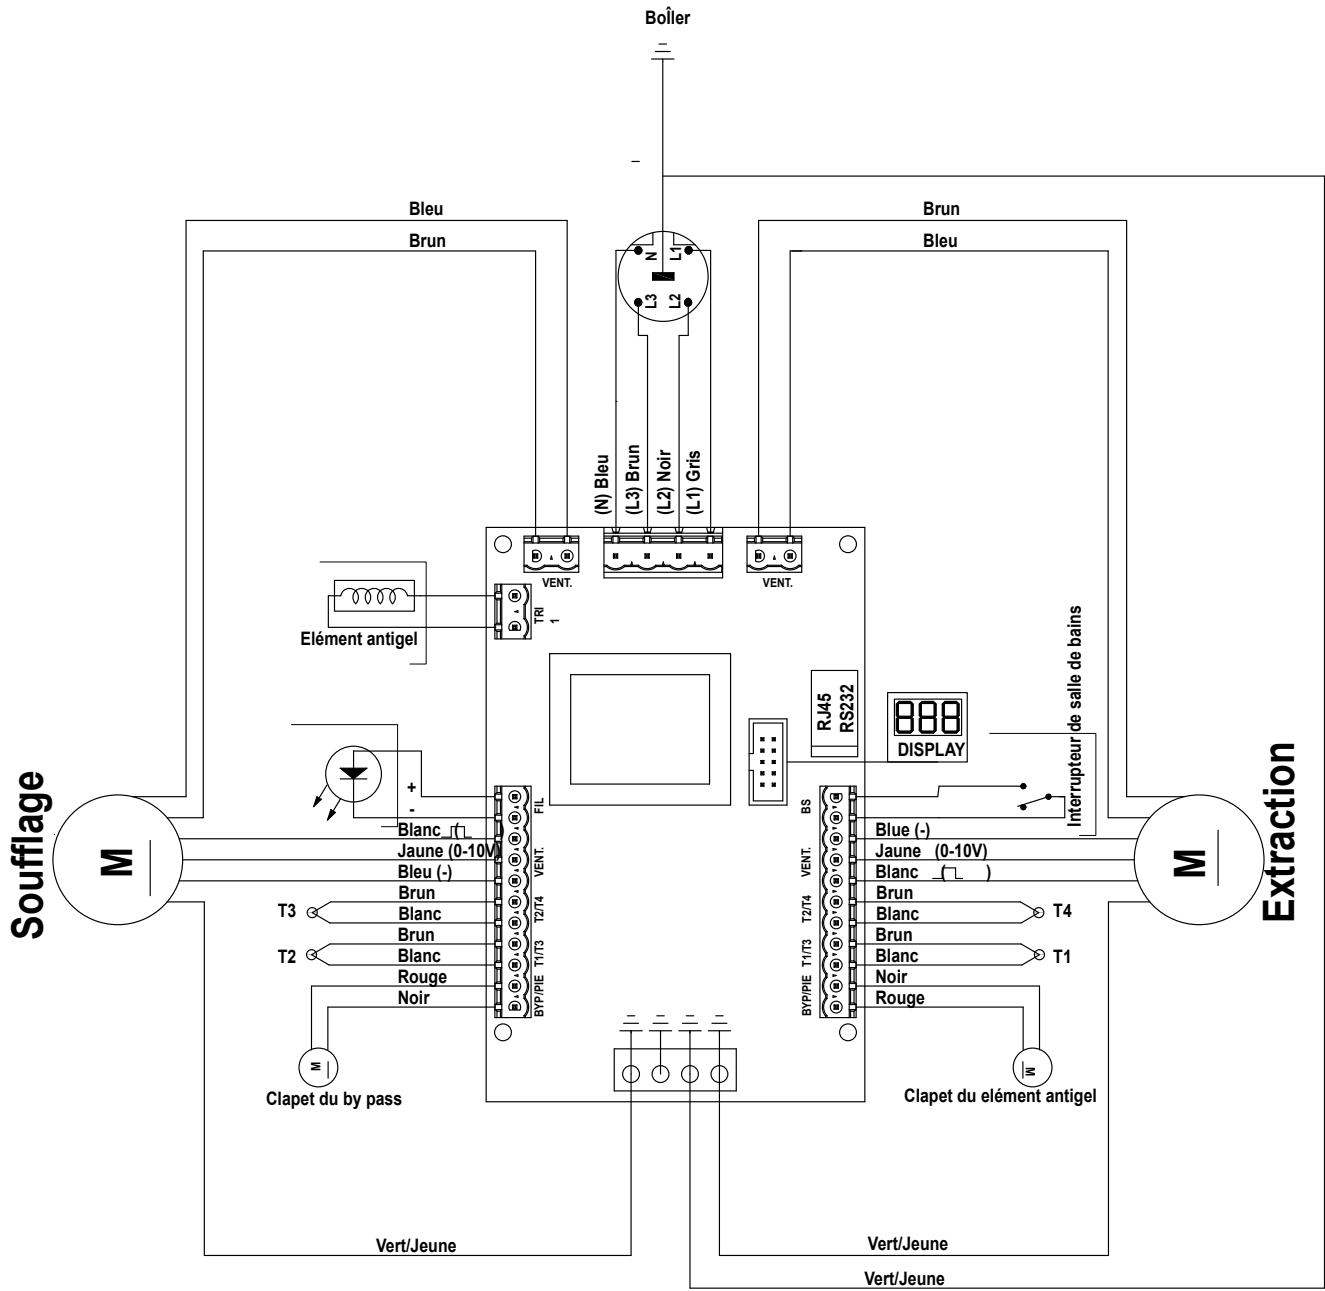 BoÎler
Bleu
Brun
Brun
Bleu
N
L1
L3
L2
(N) Bleu
(L3) Brun
(L2) Noir
(L1) Gris
VENT.
VENT.
TRI
1
Elément antigel
RJ45
RS232
DISPLAY
Interrupteur de salle de bains
Soufflage
M
Extraction
M
+
-
FIL
Blanc ( )
Jaune (0-10V)
Bleu (-)
VENT.
Brun
Blanc
T2/T4
T3
Brun
Blanc
T1/T3
T2
Rouge
Noir
BYP/PIE
M
Clapet du by pass
BS
Blue (-)
Jaune (0-10V)
Blanc ( )
VENT.
Brun
Blanc
T2/T4
T4
Brun
Blanc
T1/T3
T1
Noir
Rouge
BYP/PIE
M
Clapet du elément antigel
Vert/Jeune
Vert/Jeune
Vert/Jeune